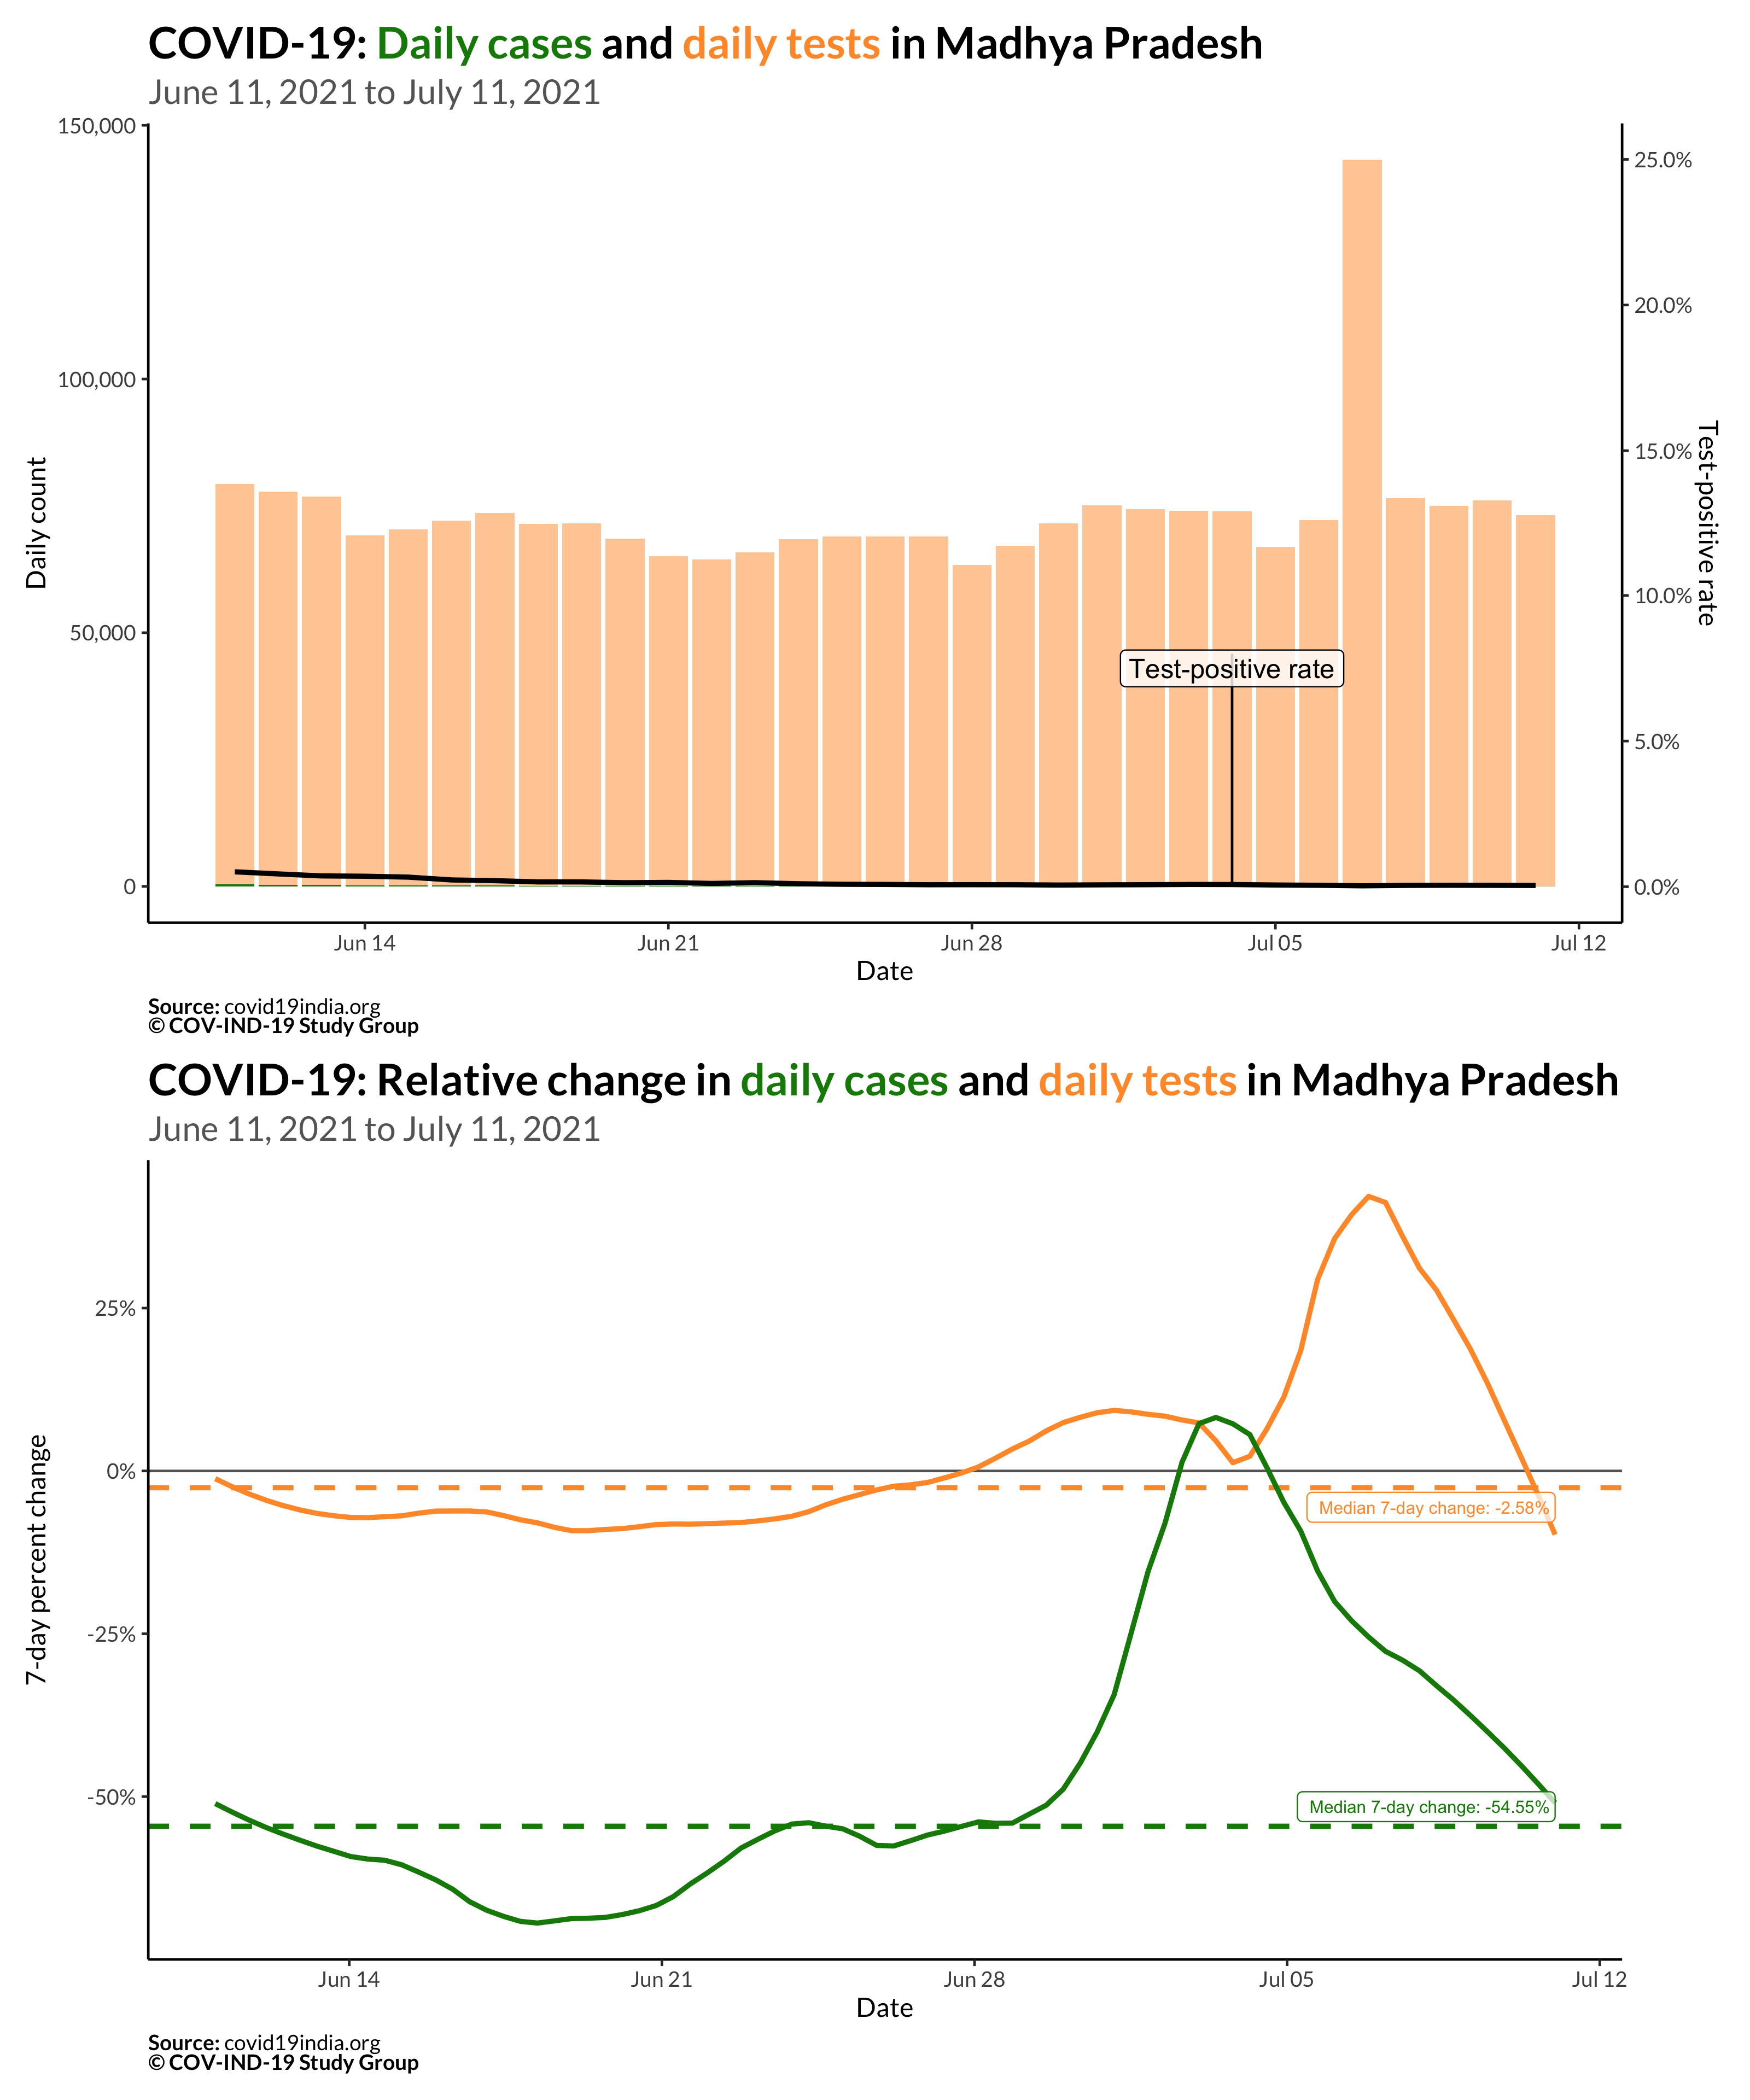 COVID-19: Daily cases and daily tests in Madhya Pradesh
June 11, 2021 to July 11, 2021
150,000
100,000
50,000
0
Daily count
25.0%
20.0%
15.0%
10.0%
5.0%
0.0%
Test-positive rate
Test-positive rate
Jun 14
Jun 21
Jun 28
Jul 05
Jul 12
Date
Source: covid19india.org
© COV-IND-19 Study Group
COVID-19: Relative change in daily cases and daily tests in Madhya Pradesh
June 11, 2021 to July 11, 2021
25%
0%
-25%
-50%
7-day percent change
Median 7-day change: -2.58%
Median 7-day change: -54.55%
Jun 14
Jun 21
Jun 28
Jul 05
Jul 12
Date
Source: covid19india.org
© COV-IND-19 Study Group